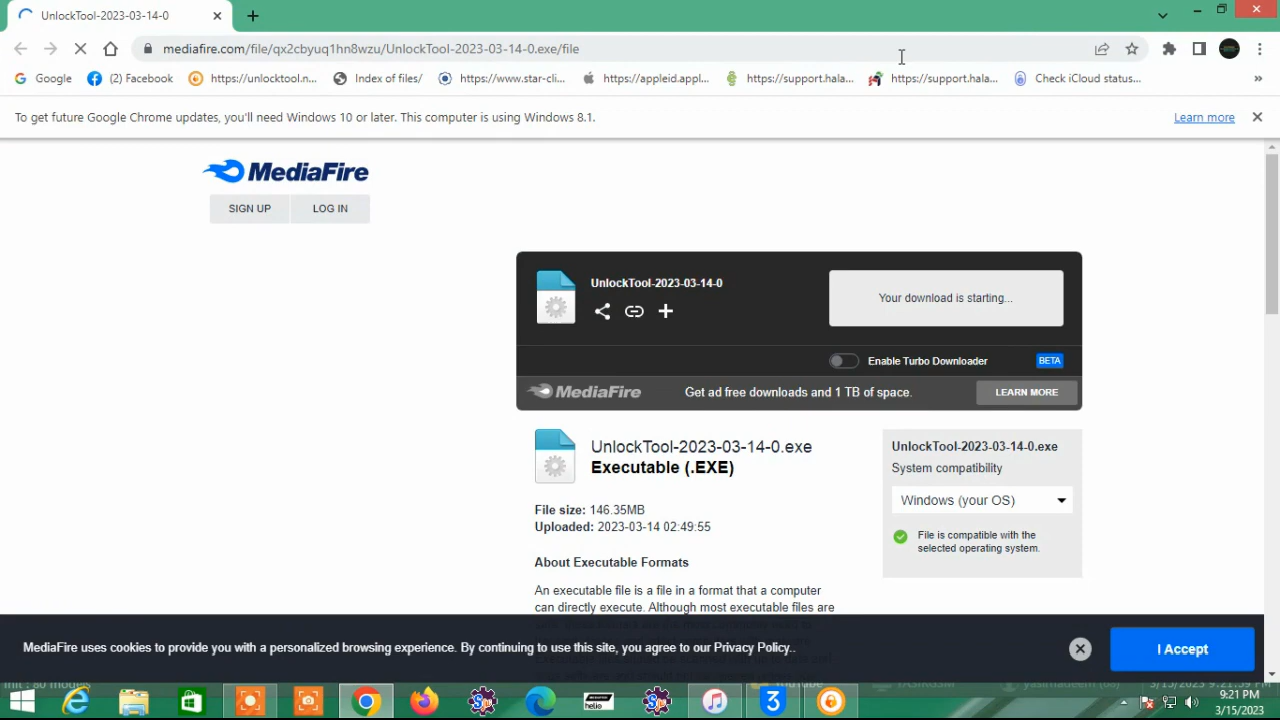 UnlockTool-2023-03-14-0
mediafire.com/file/qx2cbyuq1hn8wzu/UnlockTool-2023-03-14-0.exe/file
Google
(2) Facebook
https://unlocktool.n...
Index of files/
https://www.star-cli...
https://appleid.appl...
https://support.hala...
https://support.hala...
Check iCloud status...
»
To get future Google Chrome updates, you'll need Windows 10 or later. This computer is using Windows 8.1.
Learn more
MediaFire
SIGN UP
LOG IN
UnlockTool-2023-03-14-0
Your download is starting...
Enable Turbo Downloader
BETA
MediaFire
Get ad free downloads and 1 TB of space.
LEARN MORE
UnlockTool-2023-03-14-0.exe
Executable (.EXE)
File size: 146.35MB
Uploaded: 2023-03-14 02:49:55
About Executable Formats
An executable file is a file in a format that a computer
can directly execute. Although most executable files are
UnlockTool-2023-03-14-0.exe
System compatibility
Windows (your OS)
File is compatible with the
selected operating system.
MediaFire uses cookies to provide you with a personalized browsing experience. By continuing to use this site, you agree to our Privacy Policy..
I Accept
helio
3
9:21 PM
3/15/2023